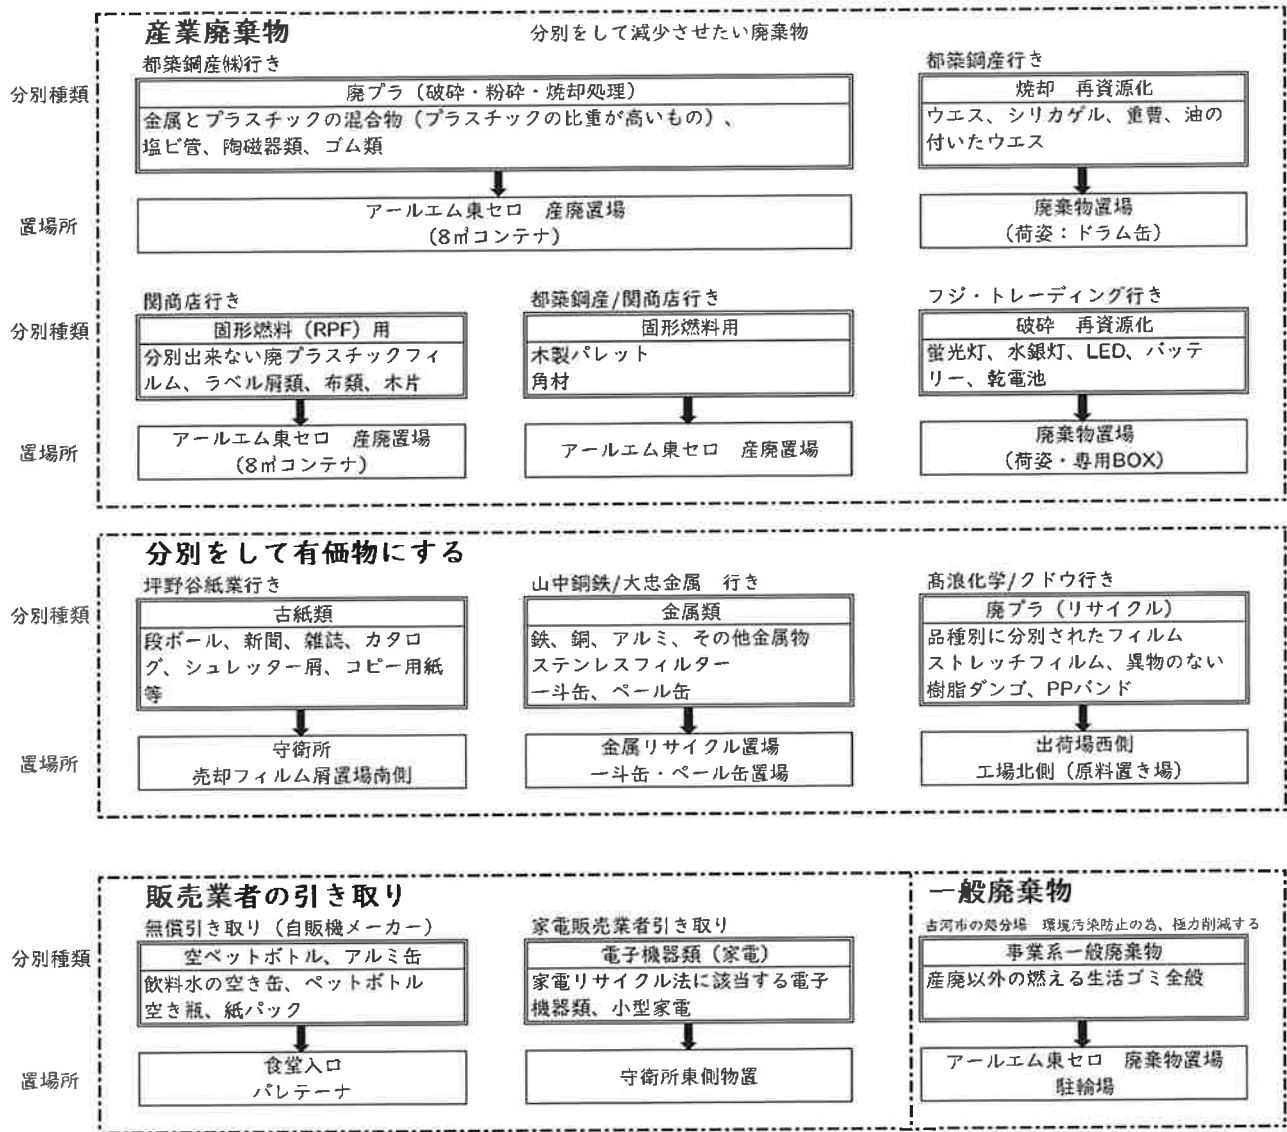 産業廃棄物
分別をして減少させたい廃棄物
都築鋼産㈱行き
都築鋼産行き
分別種類
廃プラ（破砕・粉砕・焼却処理）
金属とプラスチックの混合物（プラスチックの比重が高いもの）、
塩ビ管、陶磁器類、ゴム類
焼却　再資源化
ウエス、シリカゲル、重曹、油の
付いたウエス
置場所
アールエム東セロ　産廃置場
(8㎥コンテナ)
廃棄物置場
(荷姿：ドラム缶)
関商店行き
都築鋼産/関商店行き
フジ・トレーディング行き
分別種類
固形燃料（RPF）用
分別出来ない廃プラスチックフィ
ルム、ラベル屑類、布類、木片
固形燃料用
木製パレット
角材
破砕　再資源化
蛍光灯、水銀灯、LED、バッテ
リー、乾電池
置場所
アールエム東セロ　産廃置場
(8㎥コンテナ)
アールエム東セロ　産廃置場
廃棄物置場
(荷姿・専用BOX)
分別をして有価物にする
坪野谷紙業行き
山中銅鉄/大忠金属　行き
髙浪化学/クドウ行き
分別種類
古紙類
段ボール、新聞、雑誌、カタロ
グ、シュレッター屑、コピー用紙
等
金属類
鉄、銅、アルミ、その他金属物
ステンレスフィルター
一斗缶、ペール缶
廃プラ（リサイクル）
品種別に分別されたフィルム
ストレッチフィルム、異物のない
樹脂ダンゴ、PPバンド
置場所
守衛所
売却フィルム屑置場南側
金属リサイクル置場
一斗缶・ペール缶置場
出荷場西側
工場北側（原料置き場）
販売業者の引き取り
無償引き取り（自販機メーカー）
家電販売業者引き取り
分別種類
空ペットボトル、アルミ缶
飲料水の空き缶、ペットボトル
空き瓶、紙パック
電子機器類（家電）
家電リサイクル法に該当する電子
機器類、小型家電
置場所
食堂入口
パレテーナ
守衛所東側物置
一般廃棄物
古河市の処分場　環境汚染防止の為、極力削減する
事業系一般廃棄物
産廃以外の燃える生活ゴミ全般
アールエム東セロ　廃棄物置場
駐輪場